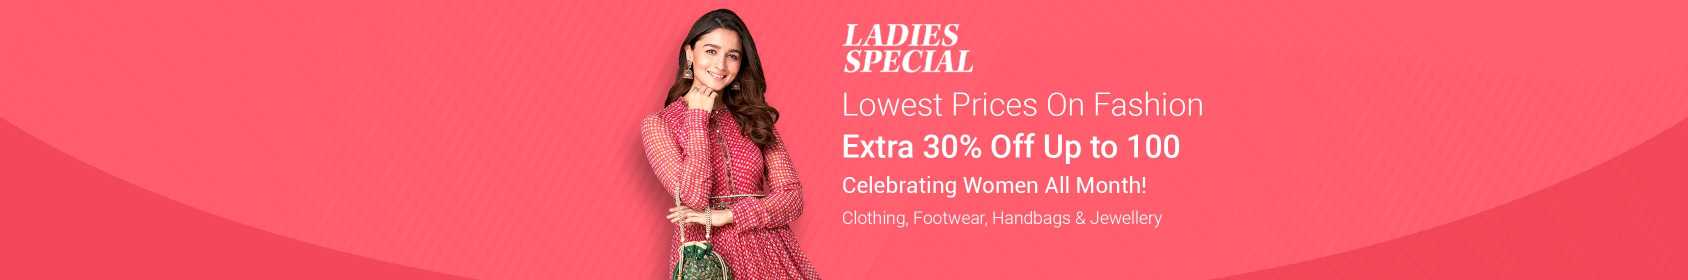 LADIES
SPECIAL
Lowest Prices On Fashion
Extra 30% Off Up to 100
Celebrating Women All Month!
Clothing, Footwear, Handbags & Jewellery